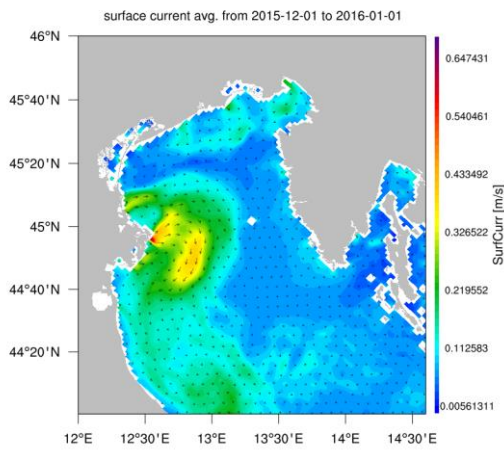 surface current avg. from 2015-12-01 to 2016-01-01
46°N
45°40'N
45°20'N
45°N
44°40'N
44°20'N
12°E
12°30'E
13°E
13°30'E
14°E
14°30'E
0.647431
0.540461
0.433492
0.326522
0.219552
0.112583
0.00561311
SurfCurr [m/s]